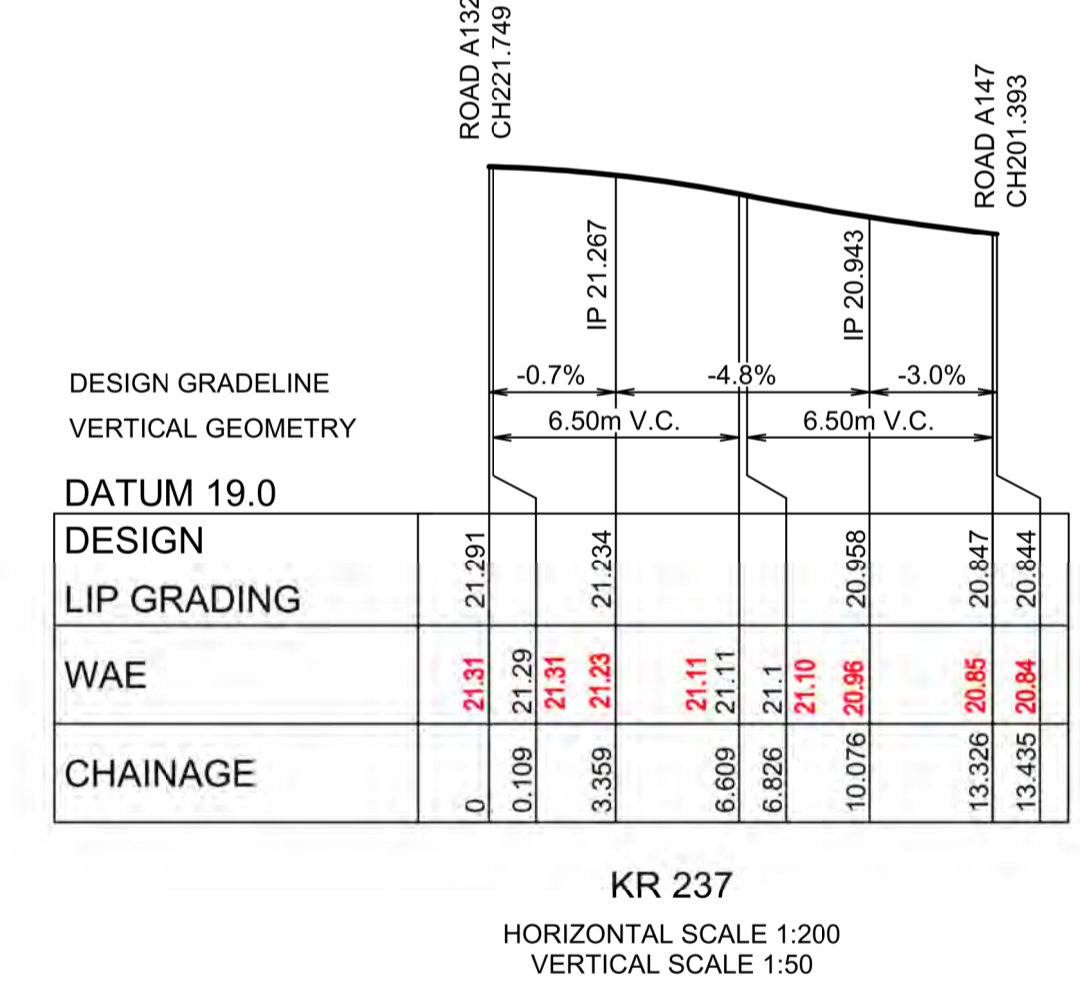 ROAD A132
CH221.749
ROAD A147
CH201.393
IP 21.267
IP 20.943
DESIGN GRADELINE
-0.7%
-4.8%
-3.0%
VERTICAL GEOMETRY
6.50m V.C.
6.50m V.C.
DATUM 19.0
DESIGN
LIP GRADING
21.291
21.234
20.958
20.847
20.844
WAE
21.31
21.29
21.31
21.23
21.11
21.11
21.1
21.10
20.96
20.85
20.84
CHAINAGE
0
0.109
3.359
6.609
6.826
10.076
13.326
13.435
KR 237
HORIZONTAL SCALE 1:200
VERTICAL SCALE 1:50